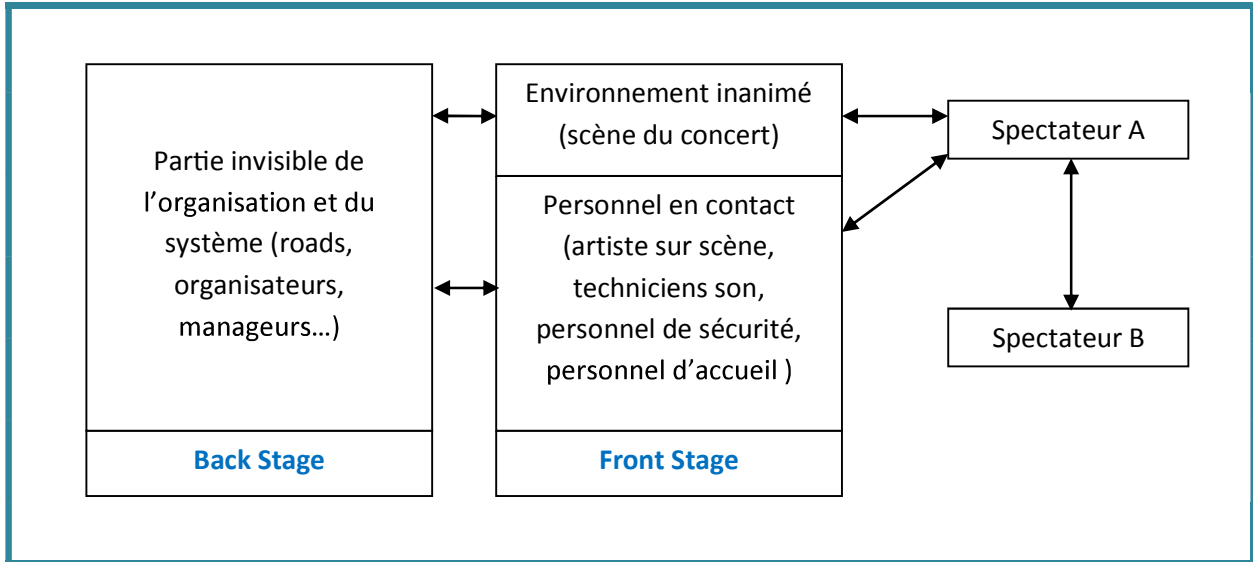 Partie invisible de
l'organisation et du
système (roads,
organisateurs,
manageurs…)
Back Stage
Environnement inanimé
(scène du concert)
Personnel en contact
(artiste sur scène,
techniciens son,
personnel de sécurité,
personnel d'accueil )
Front Stage
Spectateur A
Spectateur B